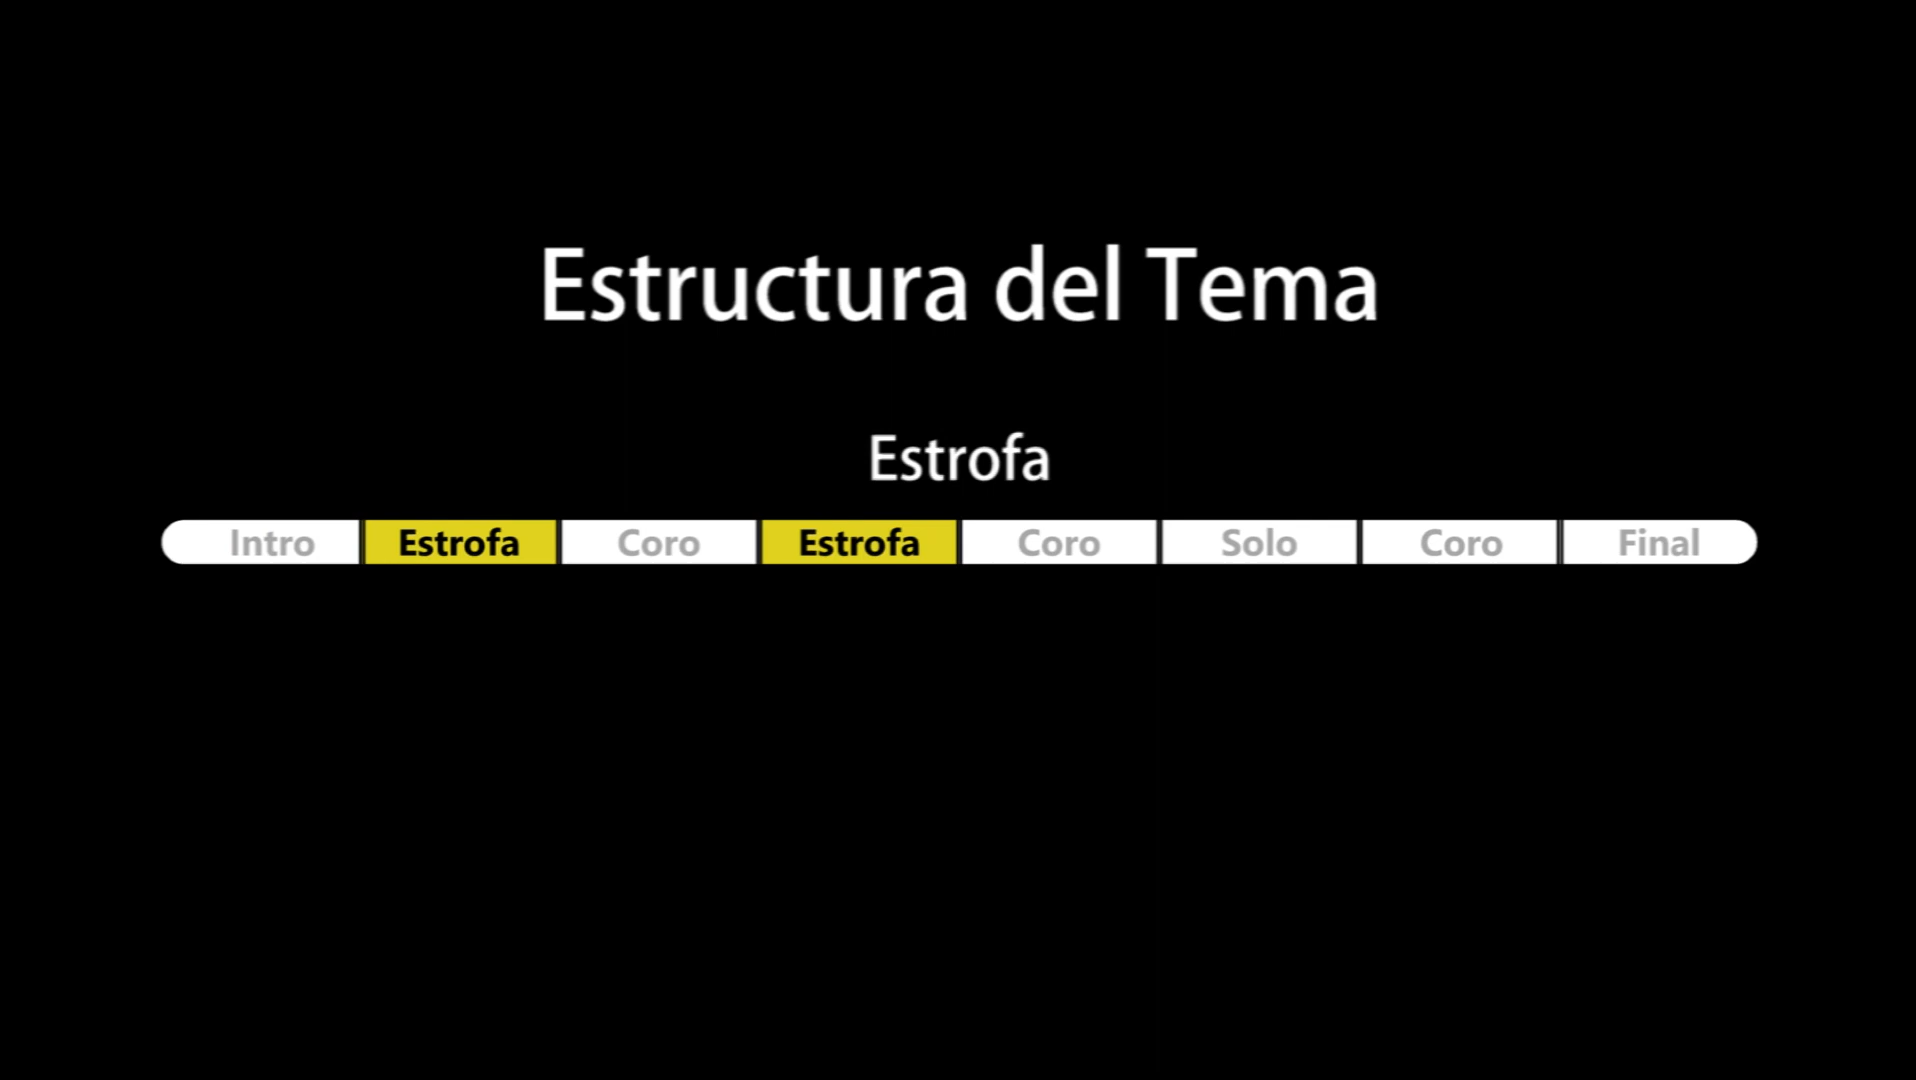 Estructura del Tema
Estrofa
Intro Estrofa Coro Estrofa Coro Solo Coro Final